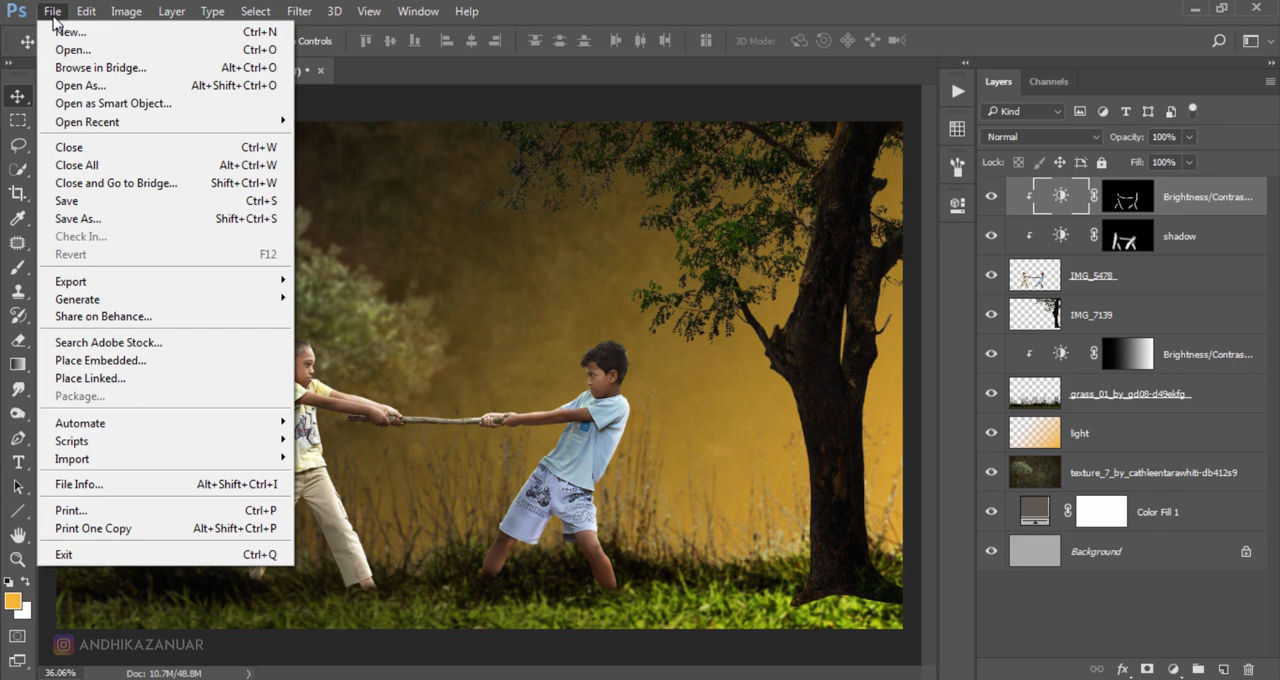 Ps File Edit Image Layer Type Select Filter 3D View Window Help
Controls 3D Mode:
) * ×
New... Ctrl+N
Open... Ctrl+O
Browse in Bridge... Alt+Ctrl+O
Open As... Alt+Shift+Ctrl+O
Open as Smart Object...
Open Recent
Close Ctrl+W
Close All Alt+Ctrl+W
Close and Go to Bridge... Shift+Ctrl+W
Save Ctrl+S
Save As... Shift+Ctrl+S
Check In...
Revert F12
Export
Generate
Share on Behance...
Search Adobe Stock...
Place Embedded...
Place Linked...
Package...
Automate
Scripts
Import
File Info... Alt+Shift+Ctrl+I
Print... Ctrl+P
Print One Copy Alt+Shift+Ctrl+P
Exit Ctrl+Q
ANDHIKAZANUAR
36.06% Doc: 10.7M/48.8M
Layers Channels
Kind
Normal Opacity: 100%
Lock: Fill: 100%
Brightness/Contras...
shadow
IMG_5478
IMG_7139
Brightness/Contras...
grass_01_by_gd08-d49ekfg
light
texture_7_by_cathleentarawhiti-db412s9
Color Fill 1
Background